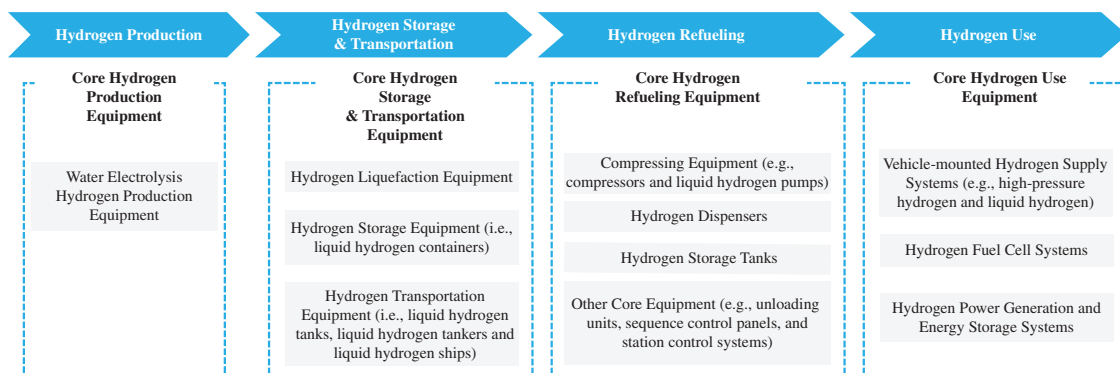 Hydrogen Production
Hydrogen Storage
& Transportation
Hydrogen Refueling
Hydrogen Use
Core Hydrogen
Production
Equipment
Water Electrolysis
Hydrogen Production
Equipment
Core Hydrogen
Storage
& Transportation
Equipment
Hydrogen Liquefaction Equipment
Hydrogen Storage Equipment (i.e.,
liquid hydrogen containers)
Hydrogen Transportation
Equipment (i.e., liquid hydrogen
tanks, liquid hydrogen tankers and
liquid hydrogen ships)
Core Hydrogen
Refueling Equipment
Compressing Equipment (e.g.,
compressors and liquid hydrogen pumps)
Hydrogen Dispensers
Hydrogen Storage Tanks
Other Core Equipment (e.g., unloading
units, sequence control panels, and
station control systems)
Core Hydrogen Use
Equipment
Vehicle-mounted Hydrogen Supply
Systems (e.g., high-pressure
hydrogen and liquid hydrogen)
Hydrogen Fuel Cell Systems
Hydrogen Power Generation and
Energy Storage Systems